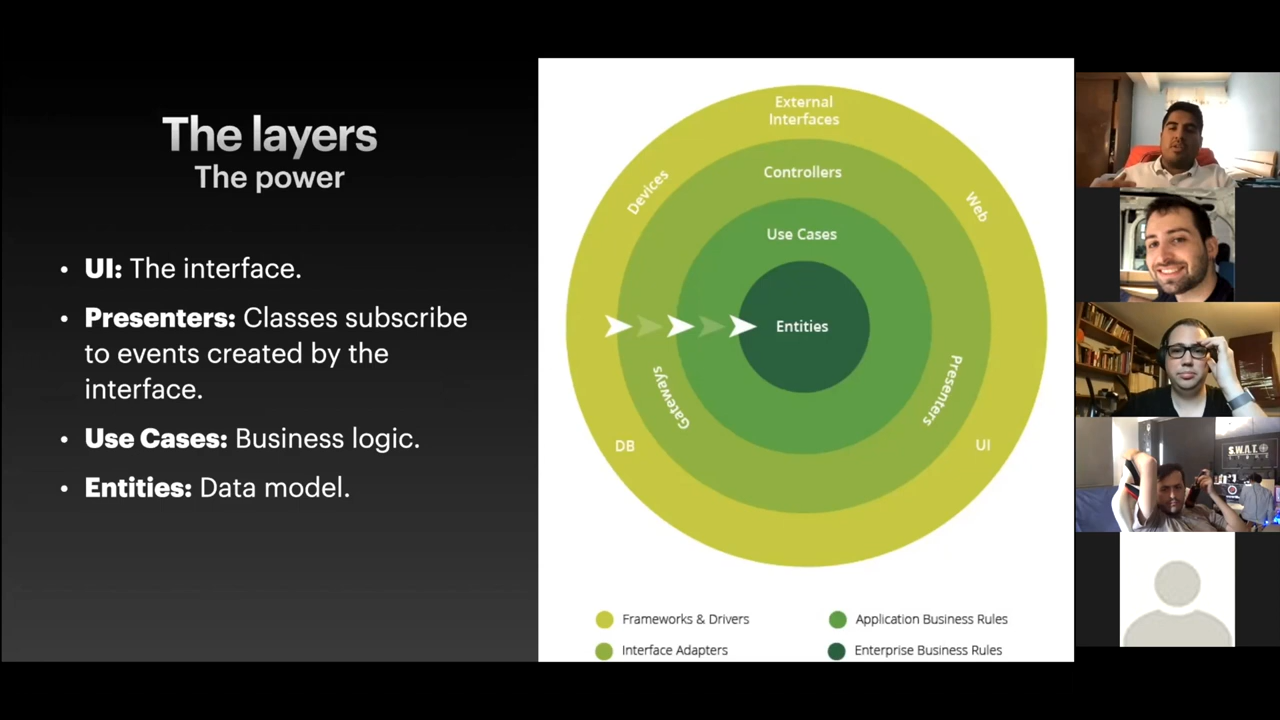 The layers
The power
• UI: The interface.
• Presenters: Classes subscribe
to events created by the
interface.
• Use Cases: Business logic.
• Entities: Data model.
External
Interfaces
Devices
Controllers
Web
Use Cases
Entities
Gateways
Presenters
DB
UI
Frameworks & Drivers
Application Business Rules
Interface Adapters
Enterprise Business Rules
S.W.A.T.